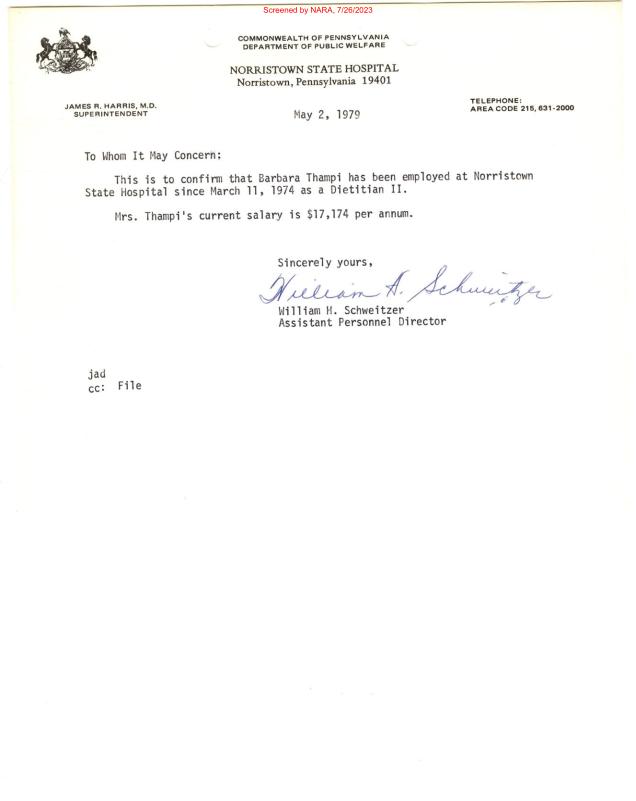 Screened by NARA, 7/26/2023
COMMONWEALTH OF PENNSYLVANIA
DEPARTMENT OF PUBLIC WELFARE
NORRISTOWN STATE HOSPITAL
Norristown, Pennsylvania 19401
JAMES R. HARRIS, M.D.
SUPERINTENDENT
TELEPHONE:
AREA CODE 215, 631-2000
May 2, 1979
To Whom It May Concern:
This is to confirm that Barbara Thampi has been employed at Norristown
State Hospital since March 11, 1974 as a Dietitian II.
Mrs. Thampi's current salary is $17,174 per annum.
Sincerely yours,
William H. Schweitzer
William H. Schweitzer
Assistant Personnel Director
jad
cc: File